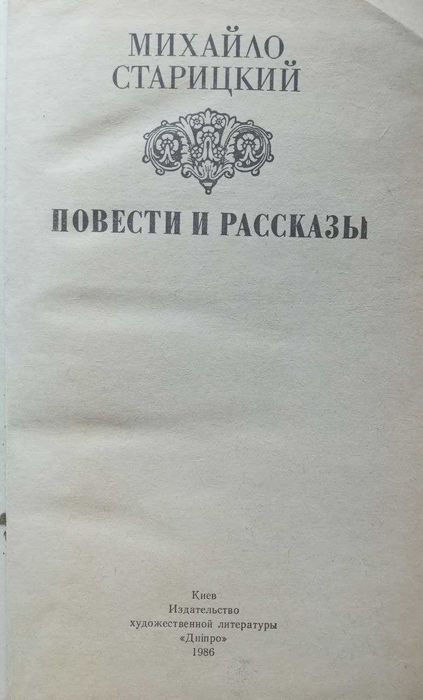 МИХАЙЛО
СТАРИЦКИЙ
ПОВЕСТИ И РАССКАЗЫ
Киев
Издательство
художественной литературы
«Дніпро»
1986